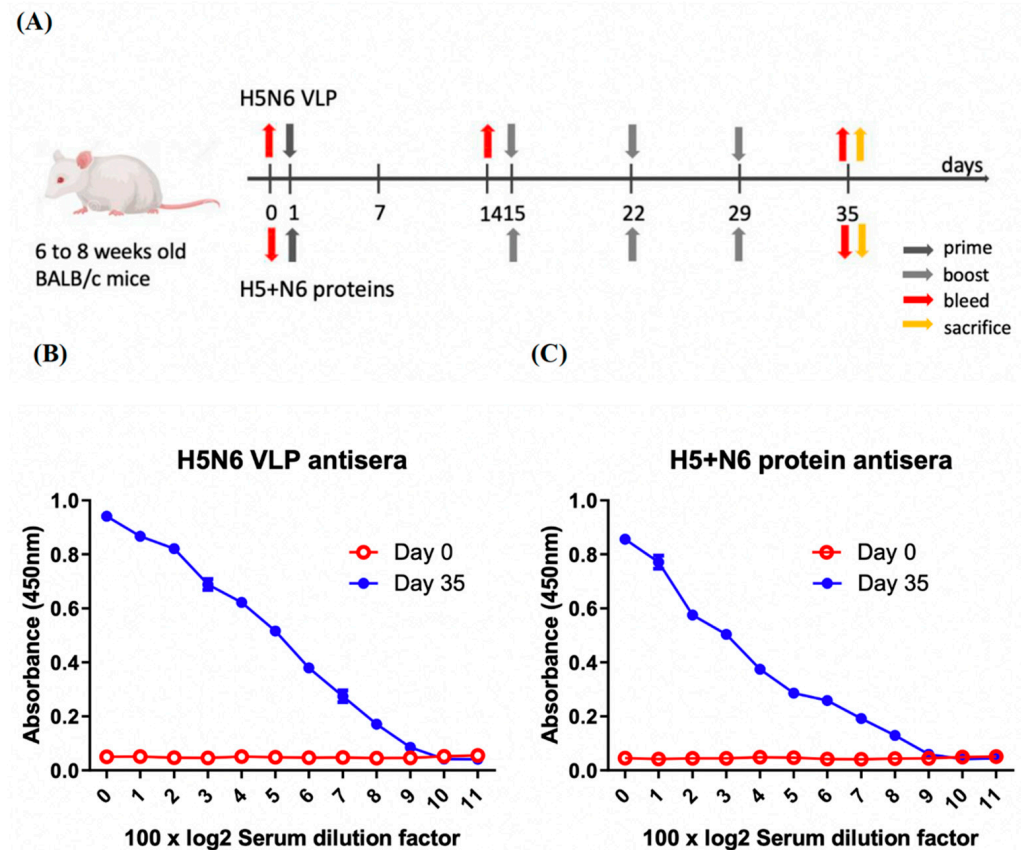 (A)
H5N6 VLP
days
0 1 7 1415 22 29 35
6 to 8 weeks old
BALB/c mice
H5+N6 proteins
prime
boost
bleed
sacrifice
(B)
H5N6 VLP antisera
Absorbance (450nm)
1.0
0.8
0.6
0.4
0.2
0.0
Day 0
Day 35
0 1 2 3 4 5 6 7 8 9 10 11
100 x log2 Serum dilution factor
(C)
H5+N6 protein antisera
Absorbance (450nm)
1.0
0.8
0.6
0.4
0.2
0.0
Day 0
Day 35
0 1 2 3 4 5 6 7 8 9 10 11
100 x log2 Serum dilution factor